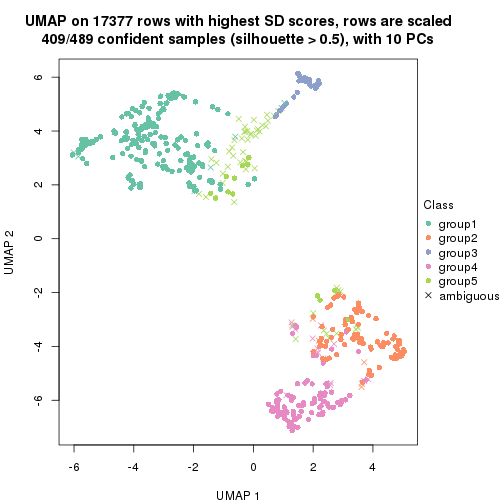 UMAP on 17377 rows with highest SD scores, rows are scaled
409/489 confident samples (silhouette > 0.5), with 10 PCs
6
4
2
0
-2
-4
-6
UMAP 2
-6
-4
-2
0
2
4
UMAP 1
Class
group1
group2
group3
group4
group5
ambiguous